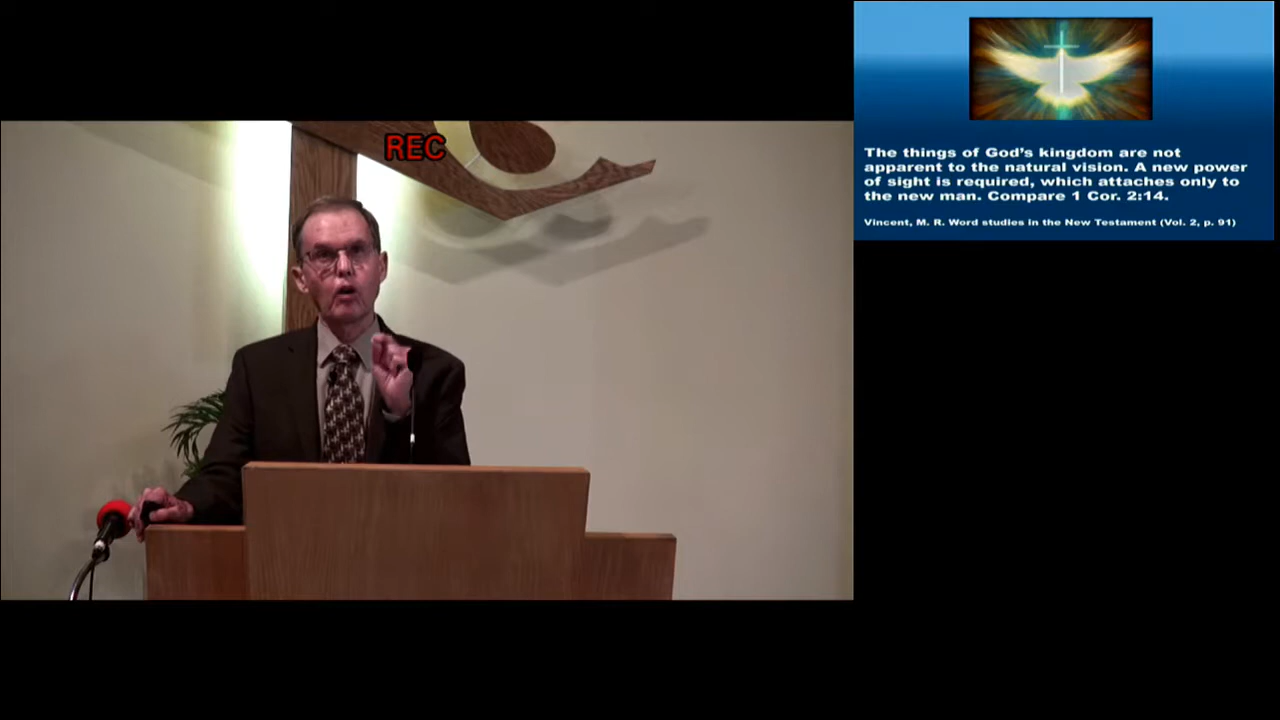 REC
The things of God's kingdom are not
apparent to the natural vision. A new power
of sight is required, which attaches only to
the new man. Compare 1 Cor. 2:14.
Vincent, M. R. Word studies in the New Testament (Vol. 2, p. 91)